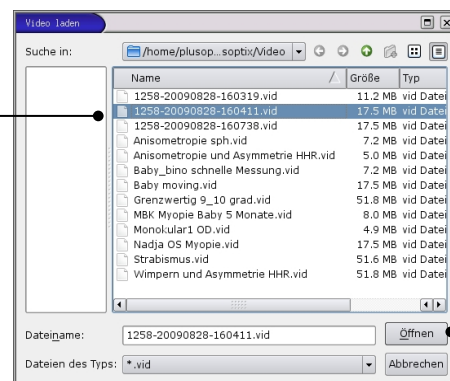 Video laden
Suche in: /home/plusop...soptix/Video
Name Größe Typ
1258-20090828-160319.vid 11.2 MB vid Datei
1258-20090828-160411.vid 17.5 MB vid Datei
1258-20090828-160738.vid 17.5 MB vid Datei
Anisometropie sph.vid 7.2 MB vid Datei
Anisometropie und Asymmetrie HHR.vid 5.0 MB vid Datei
Baby_bino schnelle Messung.vid 7.2 MB vid Datei
Baby moving.vid 17.5 MB vid Datei
Grenzwertig 9_10 grad.vid 51.8 MB vid Datei
MBK Myopie Baby 5 Monate.vid 8.0 MB vid Datei
Monokular1 OD.vid 4.9 MB vid Datei
Nadja OS Myopie.vid 17.5 MB vid Datei
Strabismus.vid 51.6 MB vid Datei
Wimpern und Asymmetrie HHR.vid 51.8 MB vid Datei
Dateiname: 1258-20090828-160411.vid Öffnen
Dateien des Typs: *.vid Abbrechen